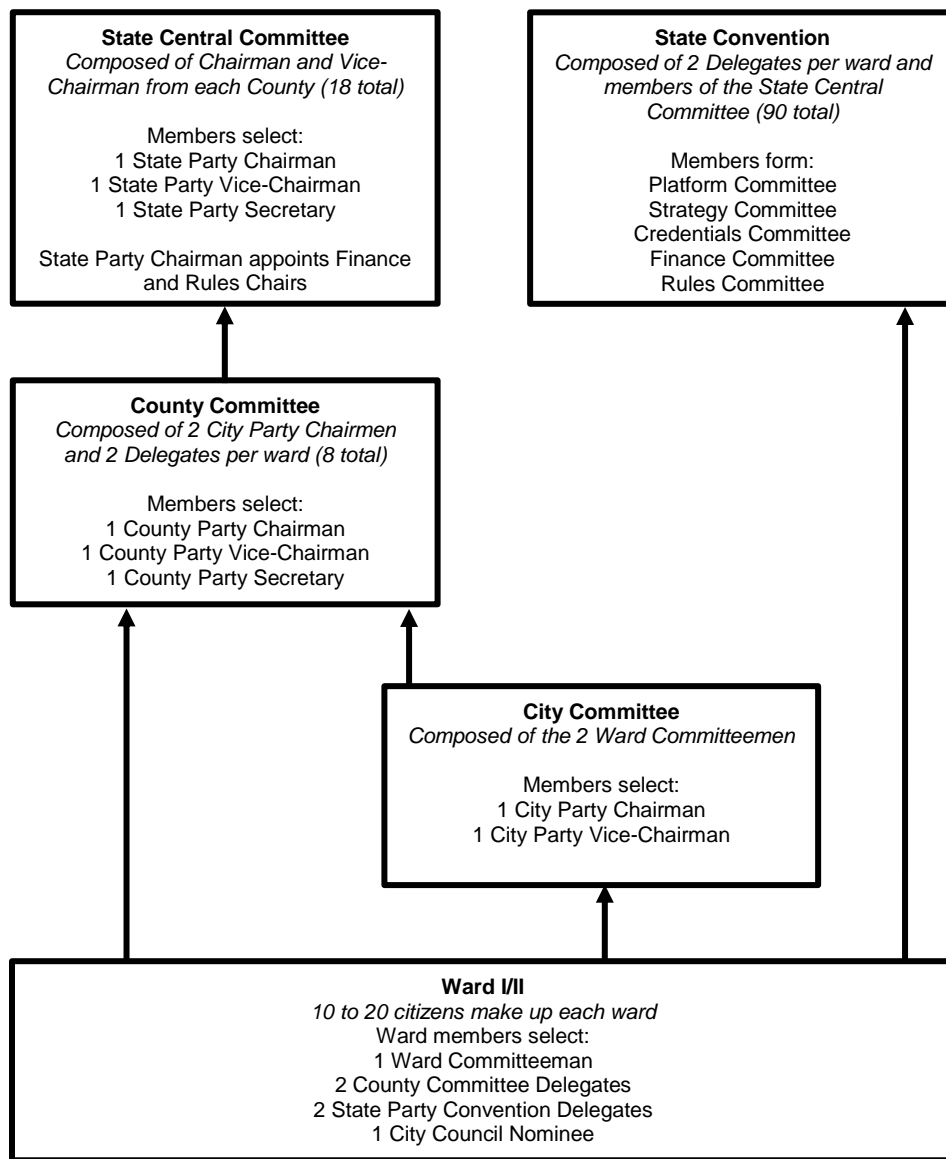 State Central Committee
Composed of Chairman and Vice-
Chairman from each County (18 total)
Members select:
1 State Party Chairman
1 State Party Vice-Chairman
1 State Party Secretary
State Party Chairman appoints Finance
and Rules Chairs
State Convention
Composed of 2 Delegates per ward and
members of the State Central
Committee (90 total)
Members form:
Platform Committee
Strategy Committee
Credentials Committee
Finance Committee
Rules Committee
County Committee
Composed of 2 City Party Chairmen
and 2 Delegates per ward (8 total)
Members select:
1 County Party Chairman
1 County Party Vice-Chairman
1 County Party Secretary
City Committee
Composed of the 2 Ward Committeemen
Members select:
1 City Party Chairman
1 City Party Vice-Chairman
Ward I/II
10 to 20 citizens make up each ward
Ward members select:
1 Ward Committeeman
2 County Committee Delegates
2 State Party Convention Delegates
1 City Council Nominee